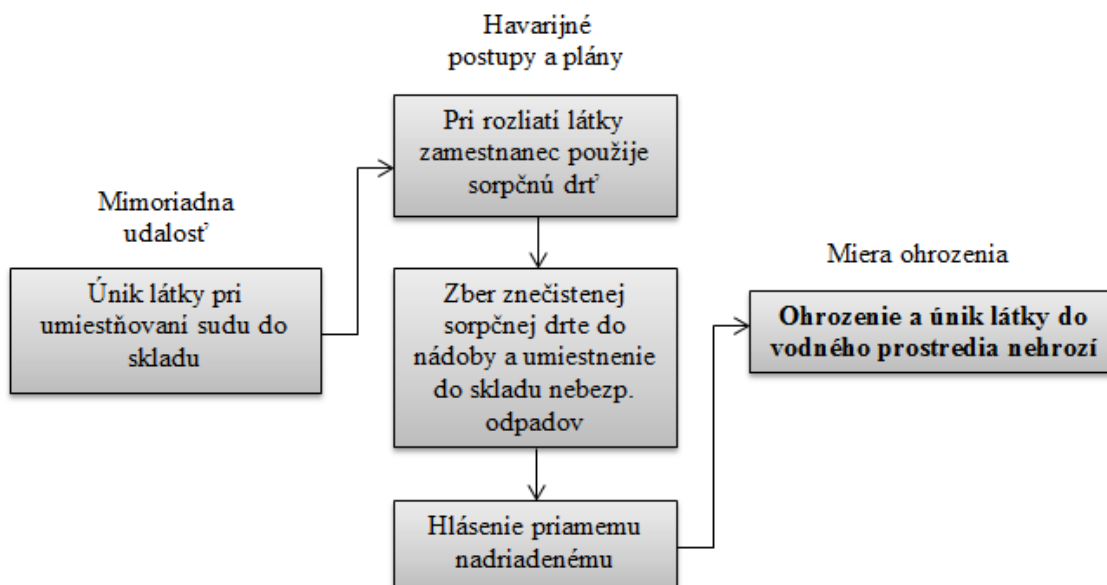 Havarijné
postupy a plány
Pri rozliatí látky
zamestnanec použije
sorpčnú drť
Mimoriadna
udalosť
Únik látky pri
umiestňovaní sudu do
skladu
Zber znečistenej
sorpčnej drte do
nádoby a umiestnenie
do skladu nebezp.
odpadov
Hlásenie priamemu
nadriadenému
Miera ohrozenia
Ohrozenie a únik látky do
vodného prostredia nehrozí